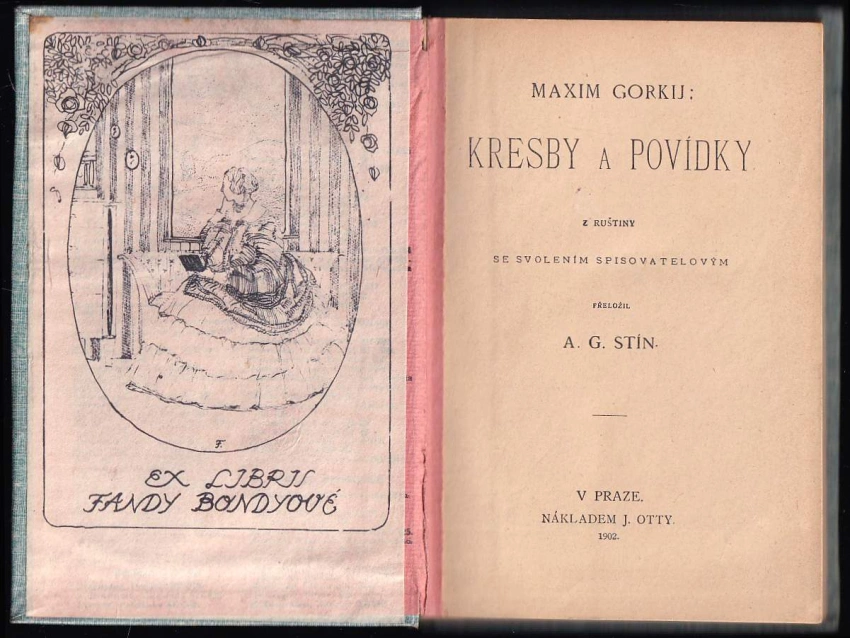 F.
EX LIBRIS
FANDY BONDYOVÉ
MAXIM GORKIJ:
KRESBY A POVÍDKY
Z RUŠTINY
SE SVOLENÍM SPISOVATELOVÝM
PŘELOŽIL
A. G. STÍN.
V PRAZE.
NÁKLADEM J. OTTY.
1902.